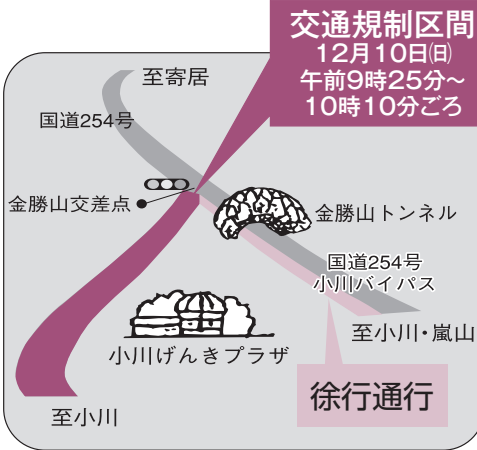 交通規制区間
12月10日㈰
午前9時25分～
10時10分ごろ
至寄居
国道254号
金勝山交差点
金勝山トンネル
国道254号
小川バイパス
小川げんきプラザ
至小川・嵐山
徐行通行
至小川